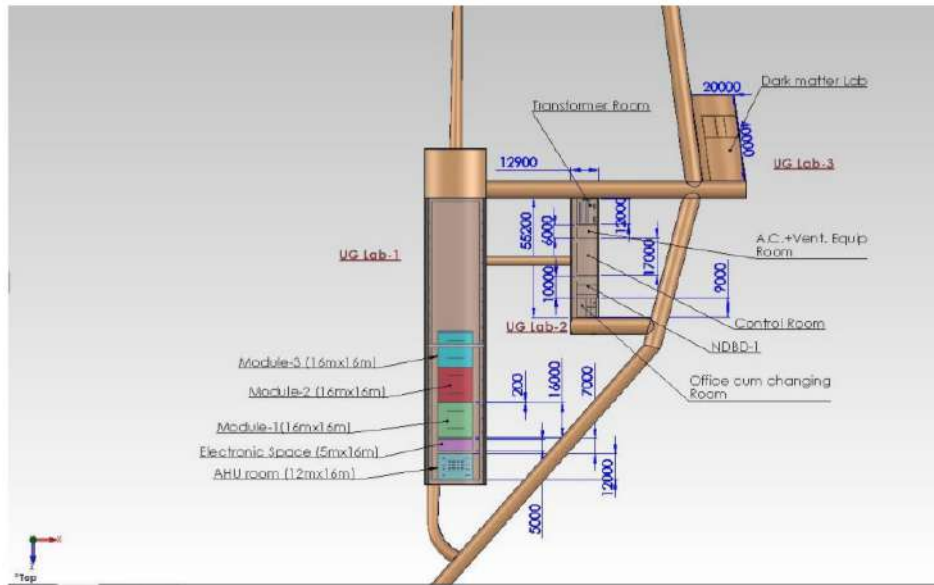 20000
Dark matter Lab
Transformer Room
40000
12900
UG Lab-3
55200
6000
12000
A.C.+Vent. Equip
Room
UG Lab-1
17000
10000
9000
Control Room
UG Lab-2
NDBD-1
Module-3 (16mx16m)
Office cum changing
Room
Module-2 (16mx16m)
200
16000
7000
Module-1(16mx16m)
Electronic Space (5mx16m)
AHU room (12mx16m)
12000
5000
X
Z
*Top